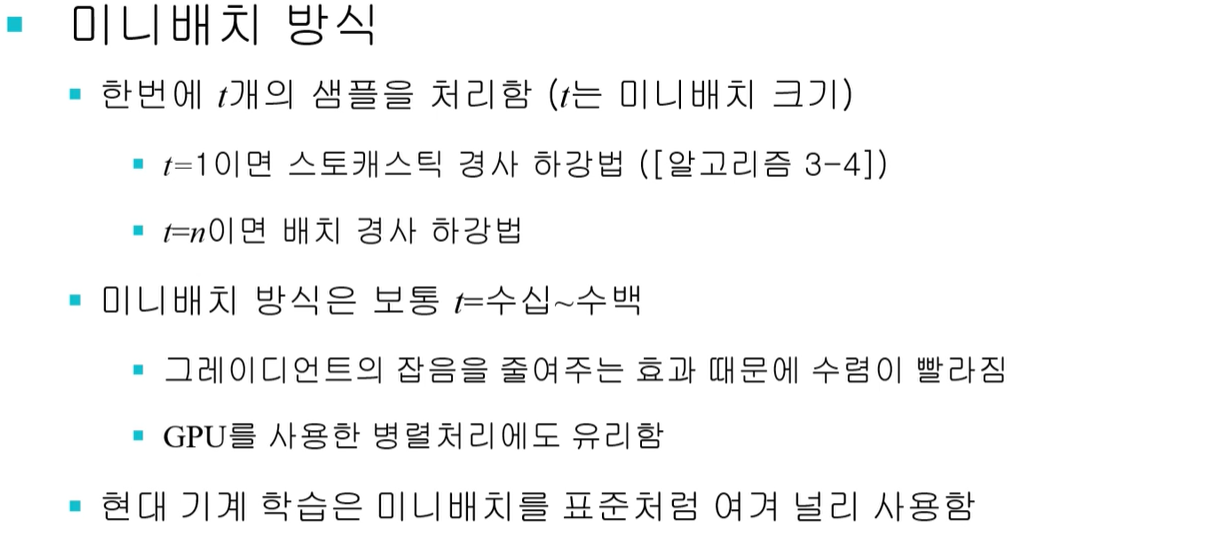 미니배치 방식
한번에 t개의 샘플을 처리함 (t는 미니배치 크기)
t=1이면 스토캐스틱 경사 하강법 ([알고리즘 3-4])
t=n이면 배치 경사 하강법
미니배치 방식은 보통 t=수십~수백
그레이디언트의 잡음을 줄여주는 효과 때문에 수렴이 빨라짐
GPU를 사용한 병렬처리에도 유리함
현대 기계 학습은 미니배치를 표준처럼 여겨 널리 사용함